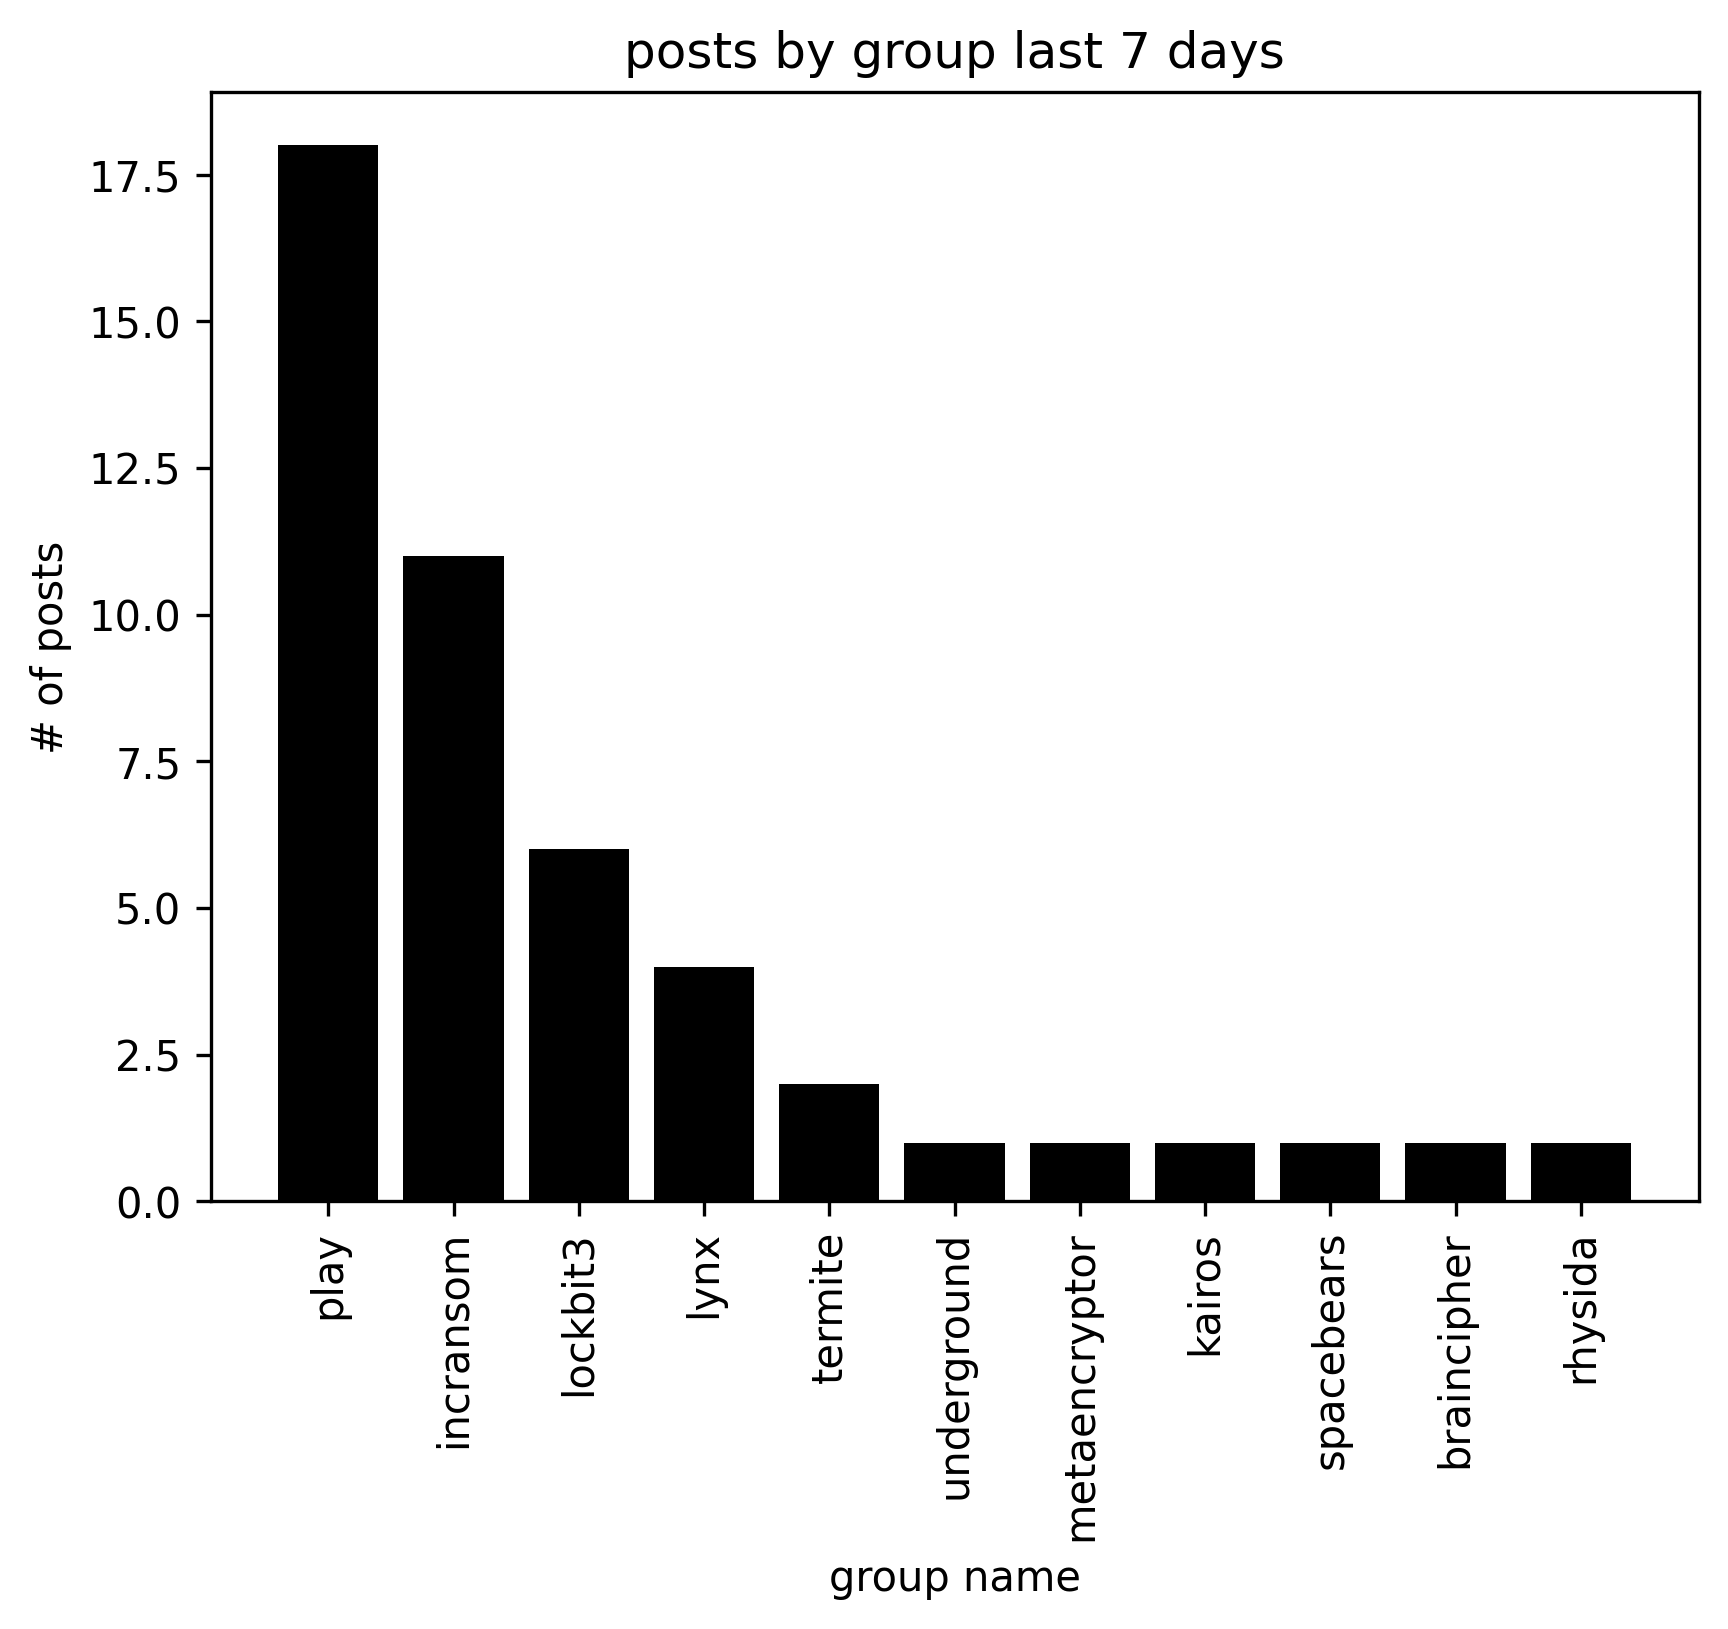 posts by group last 7 days
# of posts
17.5
15.0
12.5
10.0
7.5
5.0
2.5
0.0
play
incransom
lockbit3
lynx
termite
underground
metaencryptor
kairos
spacebears
braincipher
rhysida
group name